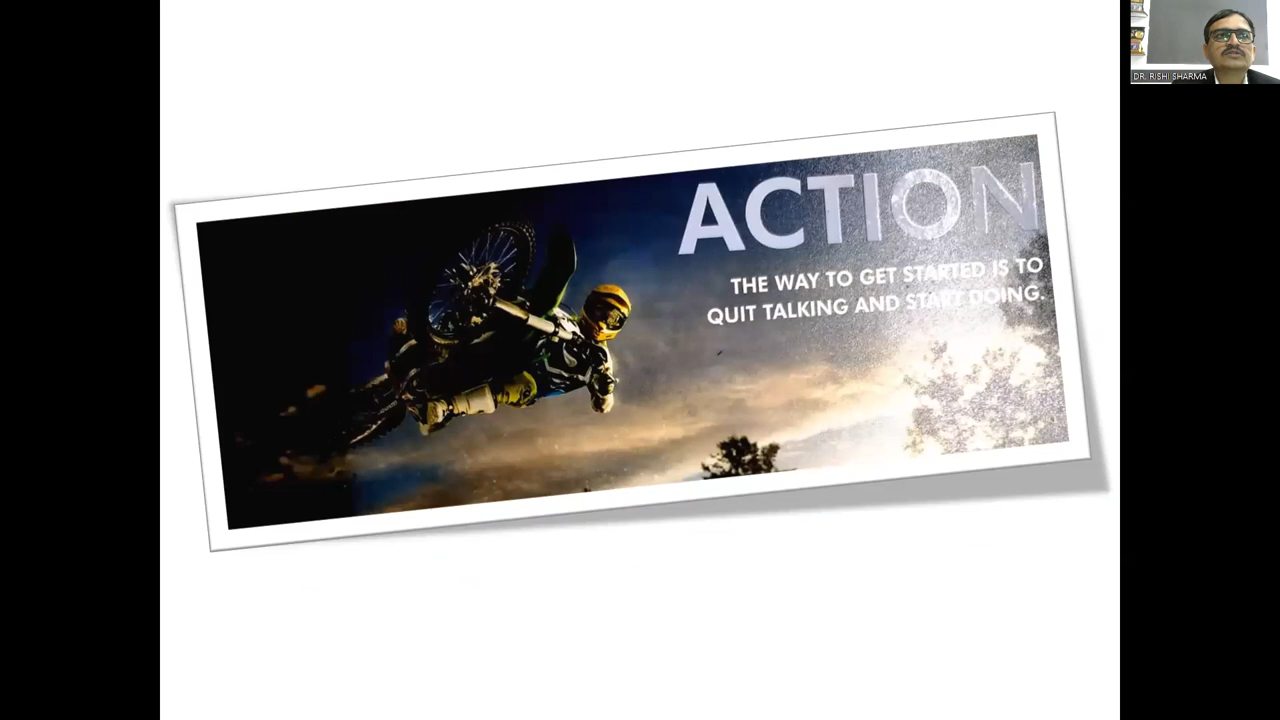 DR. RISHI SHARMA
ACTION
THE WAY TO GET STARTED IS TO
QUIT TALKING AND START DOING.